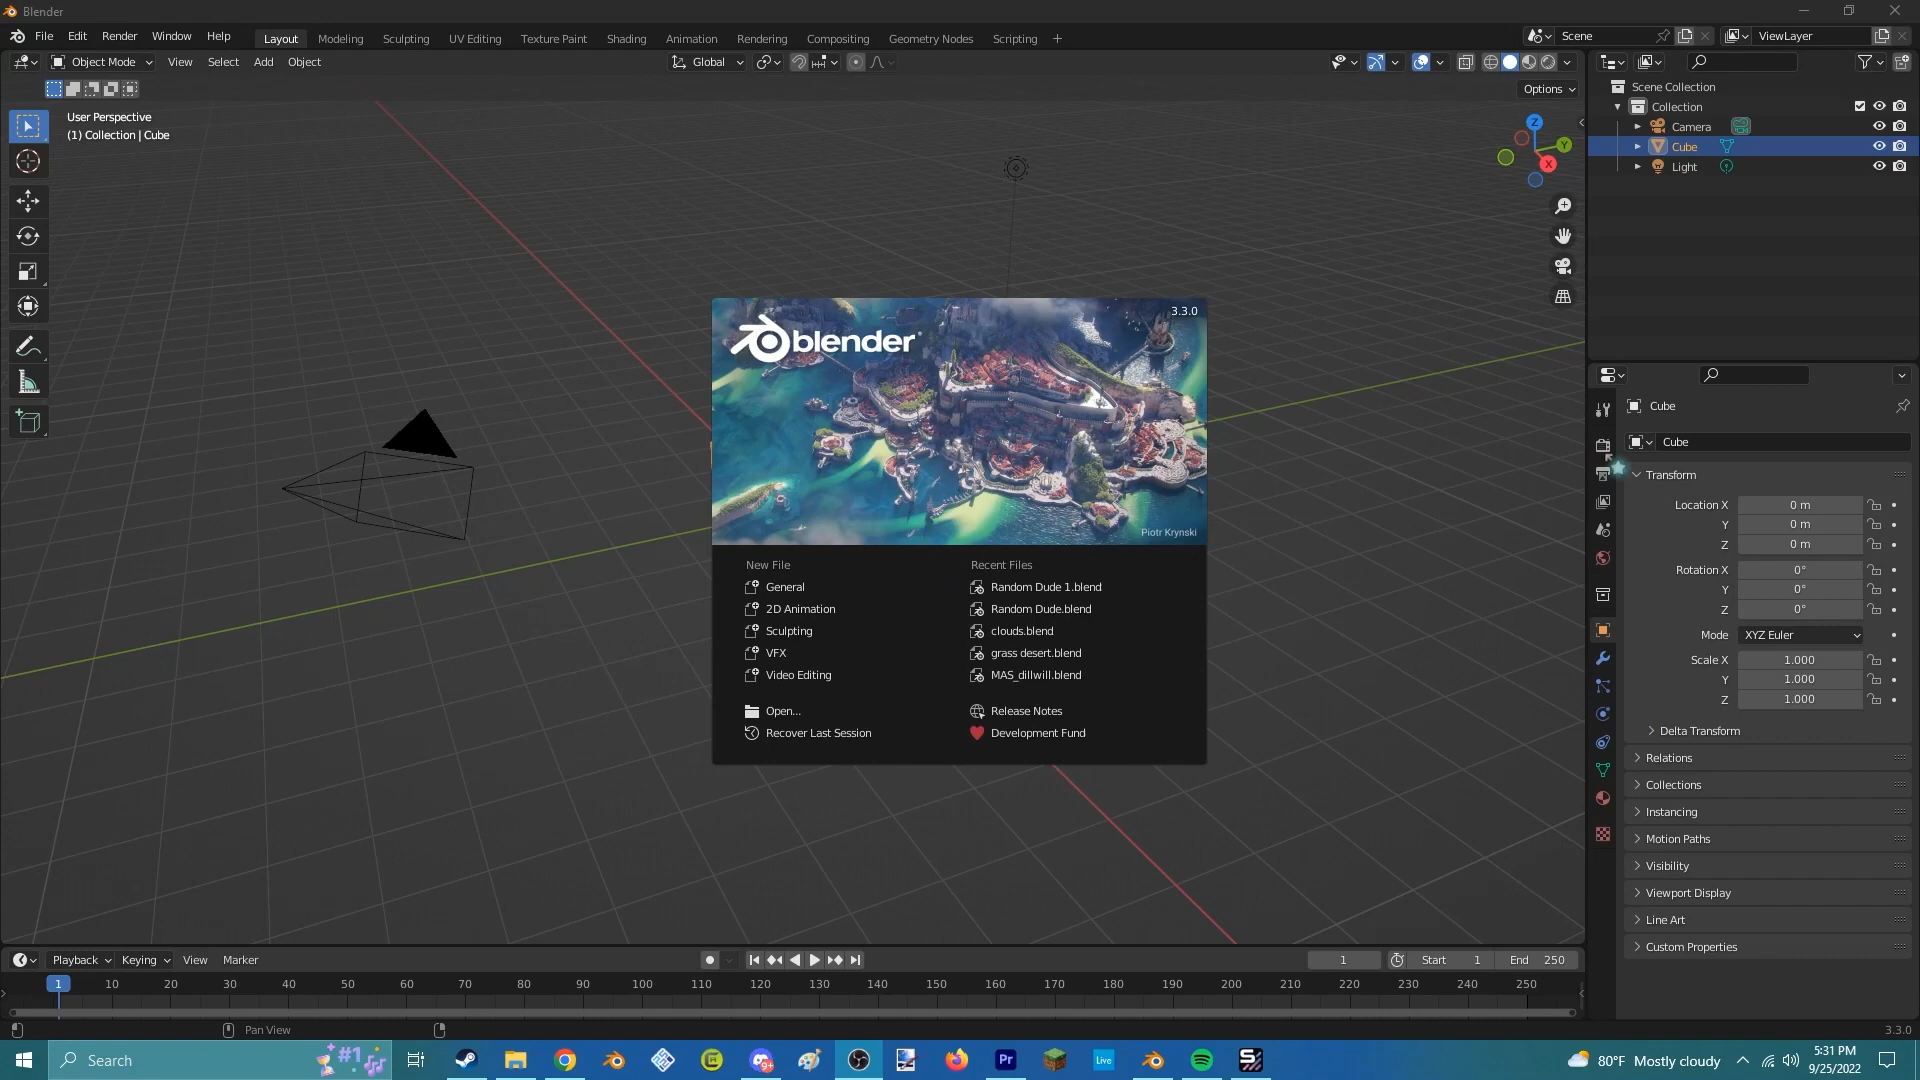 Blender
File Edit Render Window Help
Layout Modeling Sculpting UV Editing Texture Paint Shading Animation Rendering Compositing Geometry Nodes Scripting
Scene
ViewLayer
Object Mode View Select Add Object
Global
Options
User Perspective
(1) Collection | Cube
Z
Y
X
Scene Collection
Collection
Camera
Cube
Light
blender
3.3.0
Piotr Krynski
New File
General
2D Animation
Sculpting
VFX
Video Editing
Open...
Recover Last Session
Recent Files
Random Dude 1.blend
Random Dude.blend
clouds.blend
grass desert.blend
MAS_dillwill.blend
Release Notes
Development Fund
Cube
Cube
Transform
Location X 0 m
Y 0 m
Z 0 m
Rotation X 0°
Y 0°
Z 0°
Mode XYZ Euler
Scale X 1.000
Y 1.000
Z 1.000
Delta Transform
Relations
Collections
Instancing
Motion Paths
Visibility
Viewport Display
Line Art
Custom Properties
Playback Keying View Marker
1 Start 1 End 250
1 10 20 30 40 50 60 70 80 90 100 110 120 130 140 150 160 170 180 190 200 210 220 230 240 250
Pan View
3.3.0
Search
#1
9+
Pr
Live
80°F Mostly cloudy
5:31 PM
9/25/2022